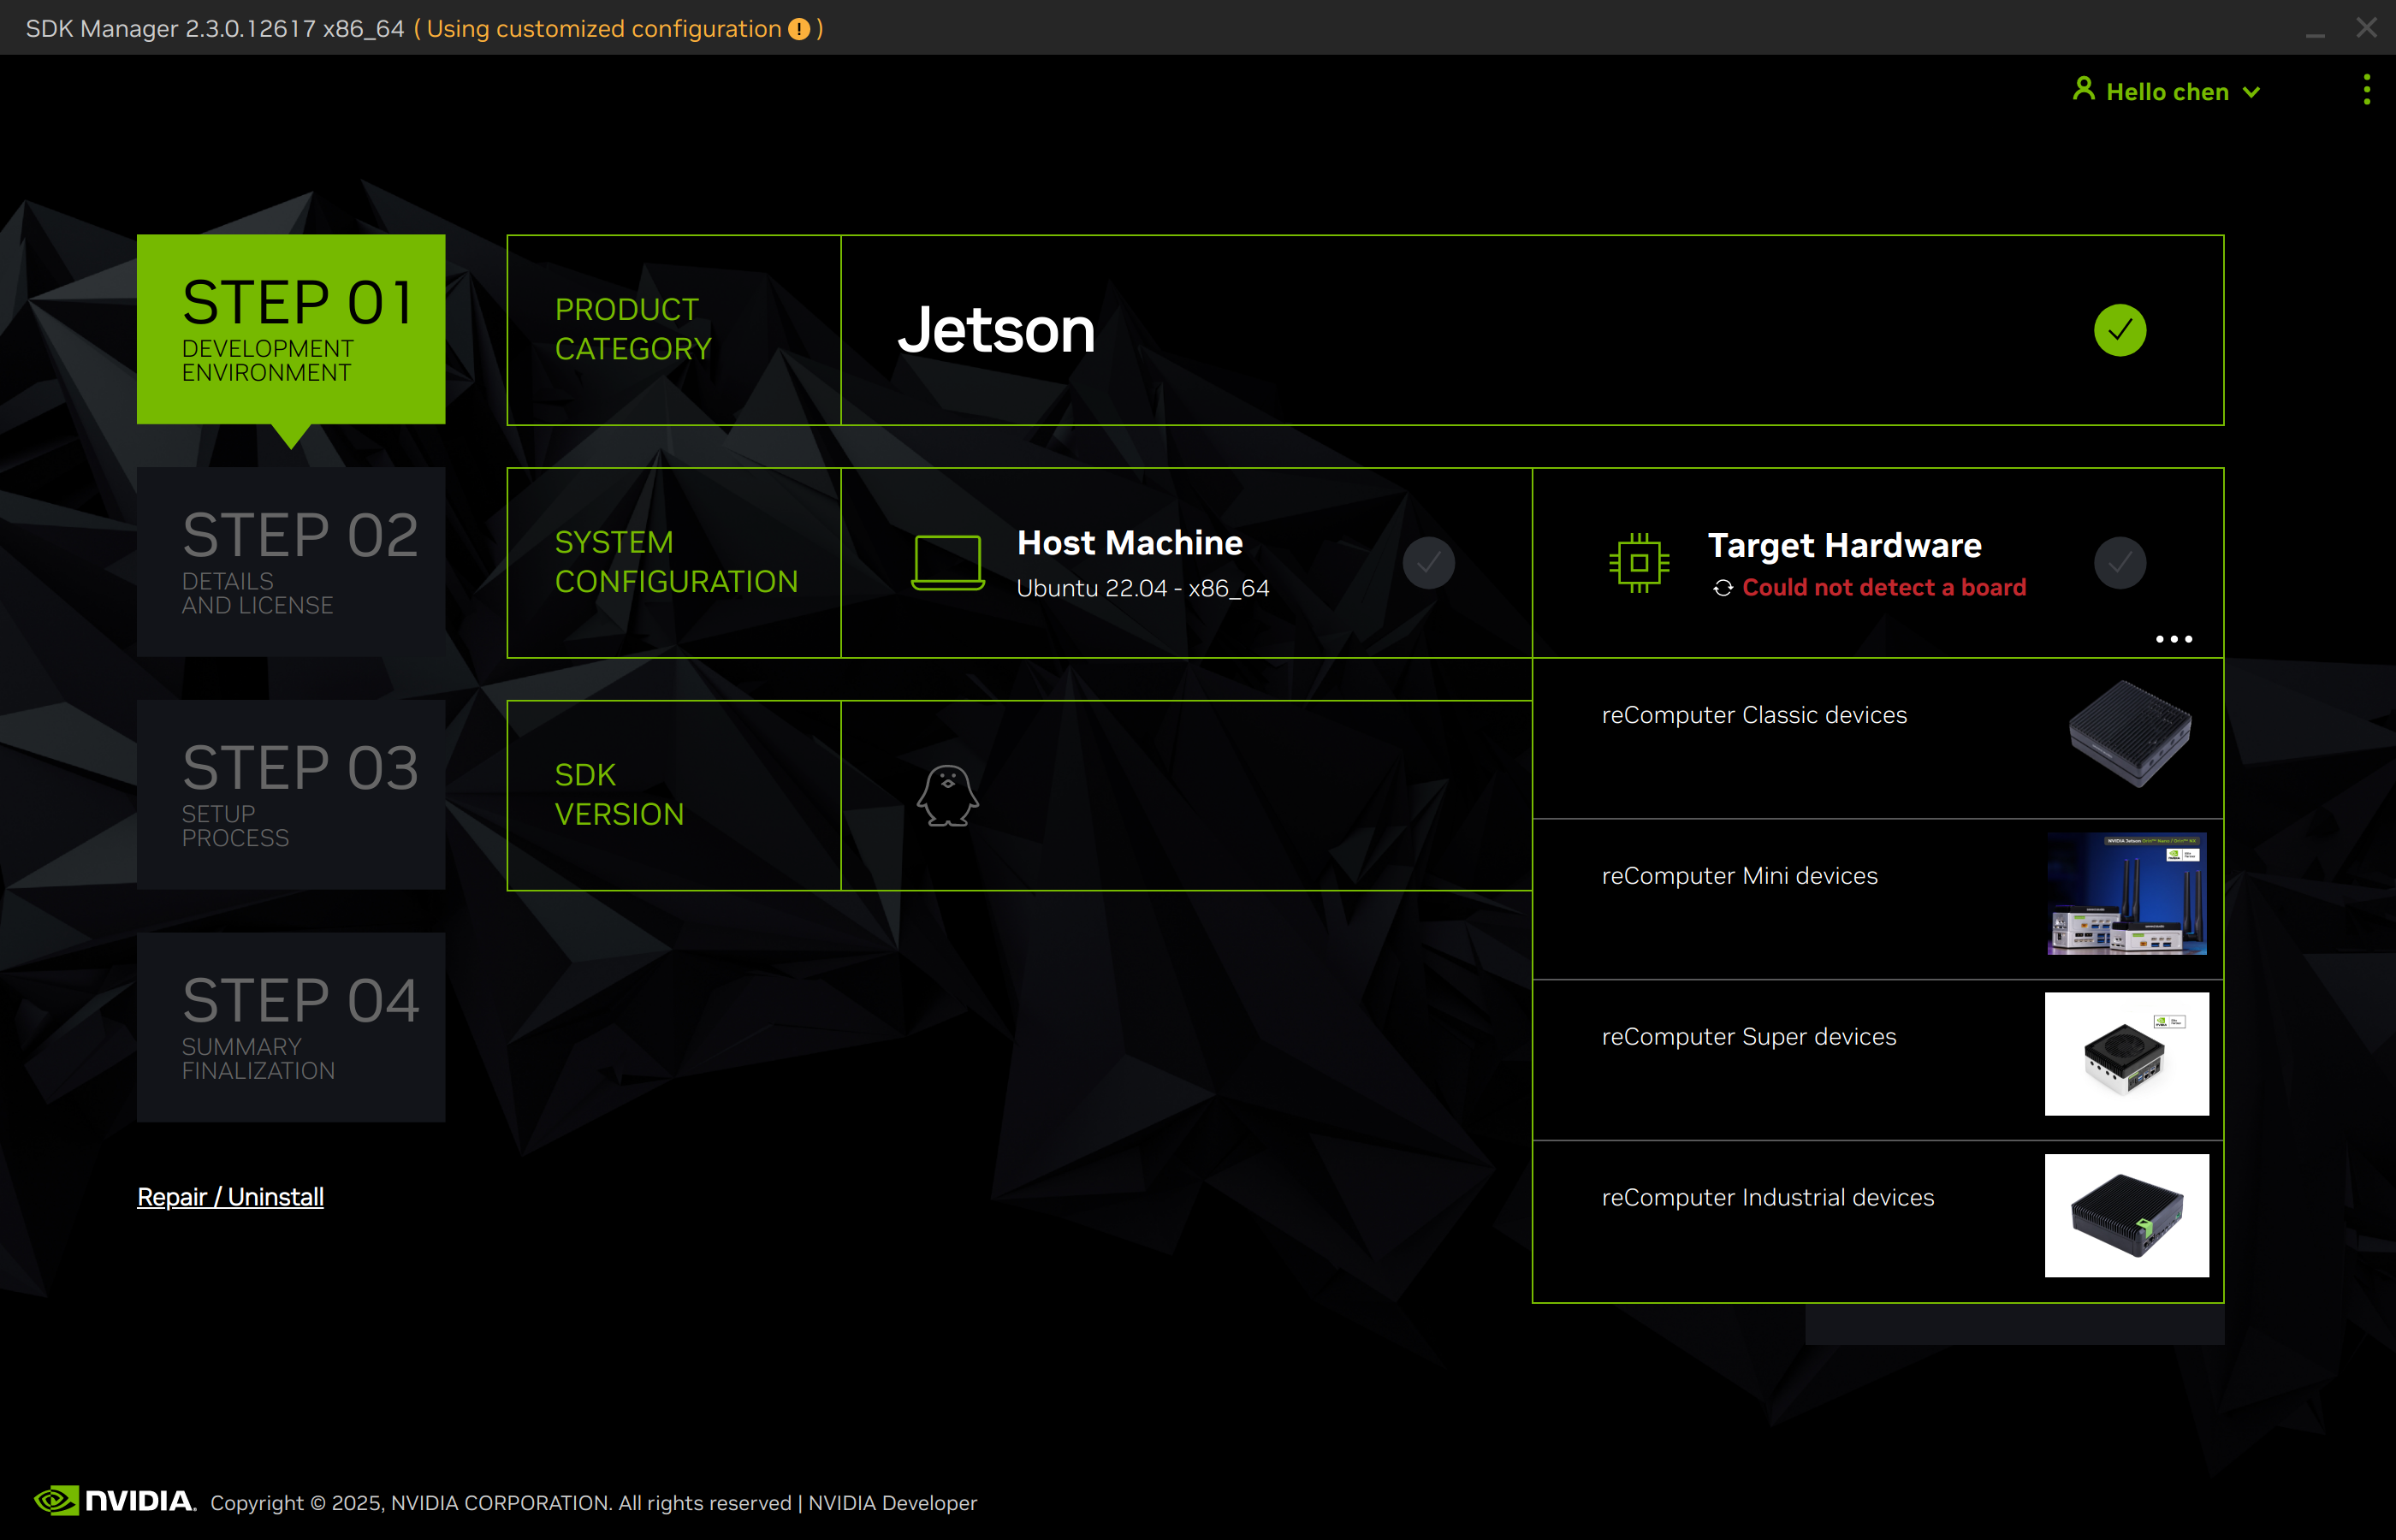 SDK Manager 2.3.0.12617 x86_64 ( Using customized configuration ! )
Hello chen
STEP 01
DEVELOPMENT
ENVIRONMENT
PRODUCT
CATEGORY
Jetson
STEP 02
DETAILS
AND LICENSE
SYSTEM
CONFIGURATION
Host Machine
Ubuntu 22.04 - x86_64
Target Hardware
Could not detect a board
...
STEP 03
SETUP
PROCESS
SDK
VERSION
reComputer Classic devices
reComputer Mini devices
reComputer Super devices
reComputer Industrial devices
STEP 04
SUMMARY
FINALIZATION
Repair / Uninstall
NVIDIA. Copyright © 2025, NVIDIA CORPORATION. All rights reserved | NVIDIA Developer